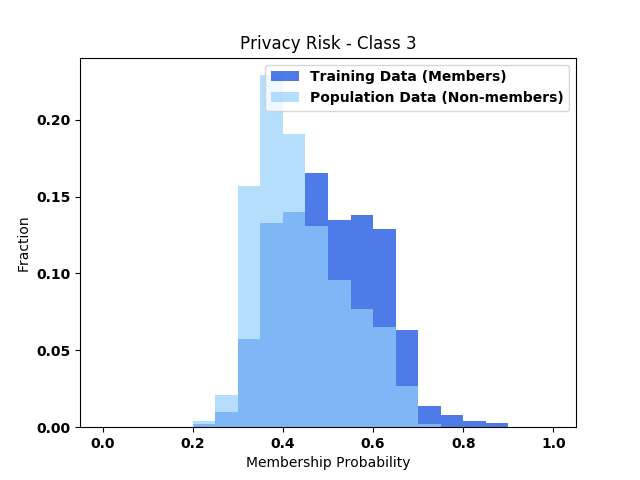 Privacy Risk - Class 3
Training Data (Members)
Population Data (Non-members)
0.20
0.15
0.10
0.05
0.00
Fraction
0.0 0.2 0.4 0.6 0.8 1.0
Membership Probability